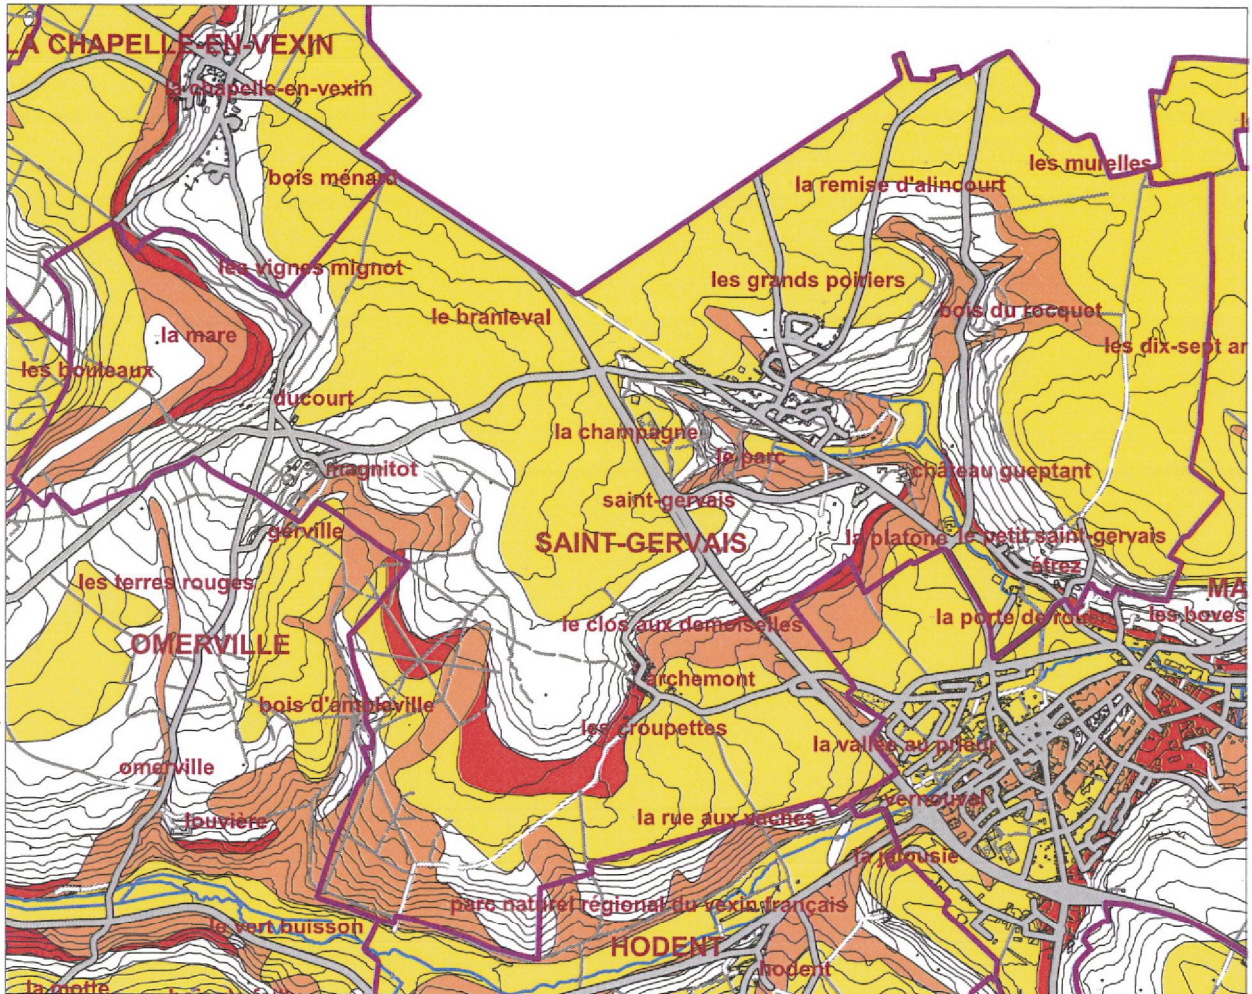 LA CHAPELLE-EN-VEXIN
la chapelle-en-vexin
les murelles
bois ménard
la remise d'alincourt
les vignes mignot
les grands poiriers
le branleval
bois du rocquet
la mare
les dix-sept ar
les bouleaux
ducourt
la champagne
le parc
magnitot
château gueptant
saint-gervais
gerville
SAINT-GERVAIS
la platone
le petit saint-gervais
étrez
les terres rouges
MA
la porte de rouen
les boves
le clos aux demoiselles
OMERVILLE
archemont
bois d'ampleville
les croupettes
la vallée au prieur
omerville
vernouval
la rue aux vaches
louvière
la jalousie
parc naturel régional du vexin français
le vert buisson
HODENT
hodent
la motte